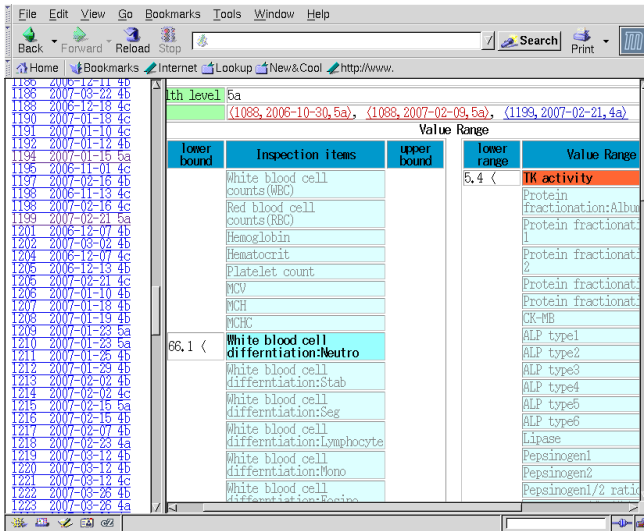 File Edit View Go Bookmarks Tools Window Help
Back Forward Reload Stop Search Print
Home Bookmarks Internet Lookup New&Cool http://www.
1186 2006-12-11 4b
1186 2007-03-22 4b
1188 2006-12-18 4c
1190 2007-01-18 4c
1191 2007-01-10 4c
1192 2007-01-12 4b
1194 2007-01-15 5a
1196 2006-11-01 4c
1197 2007-02-16 4b
1198 2006-11-13 4c
1198 2007-02-16 4c
1199 2007-02-21 5a
1201 2006-12-07 4b
1202 2007-03-02 4b
1204 2006-12-07 4c
1205 2006-12-13 4b
1205 2007-02-21 4c
1206 2007-01-10 4b
1207 2007-01-18 4b
1208 2007-01-19 4b
1209 2007-01-23 5a
1210 2007-01-23 5a
1211 2007-01-25 4b
1212 2007-01-29 4b
1213 2007-02-02 4b
1214 2007-02-02 4c
1215 2007-02-15 5a
1216 2007-02-15 4b
1217 2007-02-07 4b
1218 2007-02-23 4a
1219 2007-03-12 4b
1220 2007-03-12 4b
1221 2007-03-12 4c
1222 2007-03-26 4b
1223 2007-03-26 4a
lth level 5a
(1088,2006-10-30,5a), (1088,2007-02-09,5a), (1199,2007-02-21,4a)
Value Range
lower bound Inspection items upper bound
White blood cell
counts(WBC)
Red blood cell
counts(RBC)
Hemoglobin
Hematocrit
Platelet count
MCV
MCH
MCHC
66.1 < White blood cell
differntiation:Neutro
White blood cell
differntiation:Stab
White blood cell
differntiation:Seg
White blood cell
differntiation:Lymphocyte
White blood cell
differntiation:Mono
White blood cell
differntiation:Eosino
lower range Value Range
5.4 < TK activity
Protein
fractionation:Album
Protein fractionati
1
Protein fractionati
2
Protein fractionati
Protein fractionati
CK-MB
ALP type1
ALP type2
ALP type3
ALP type4
ALP type5
ALP type6
Lipase
Pepsinogen1
Pepsinogen2
Pepsinogen1/2 ratio